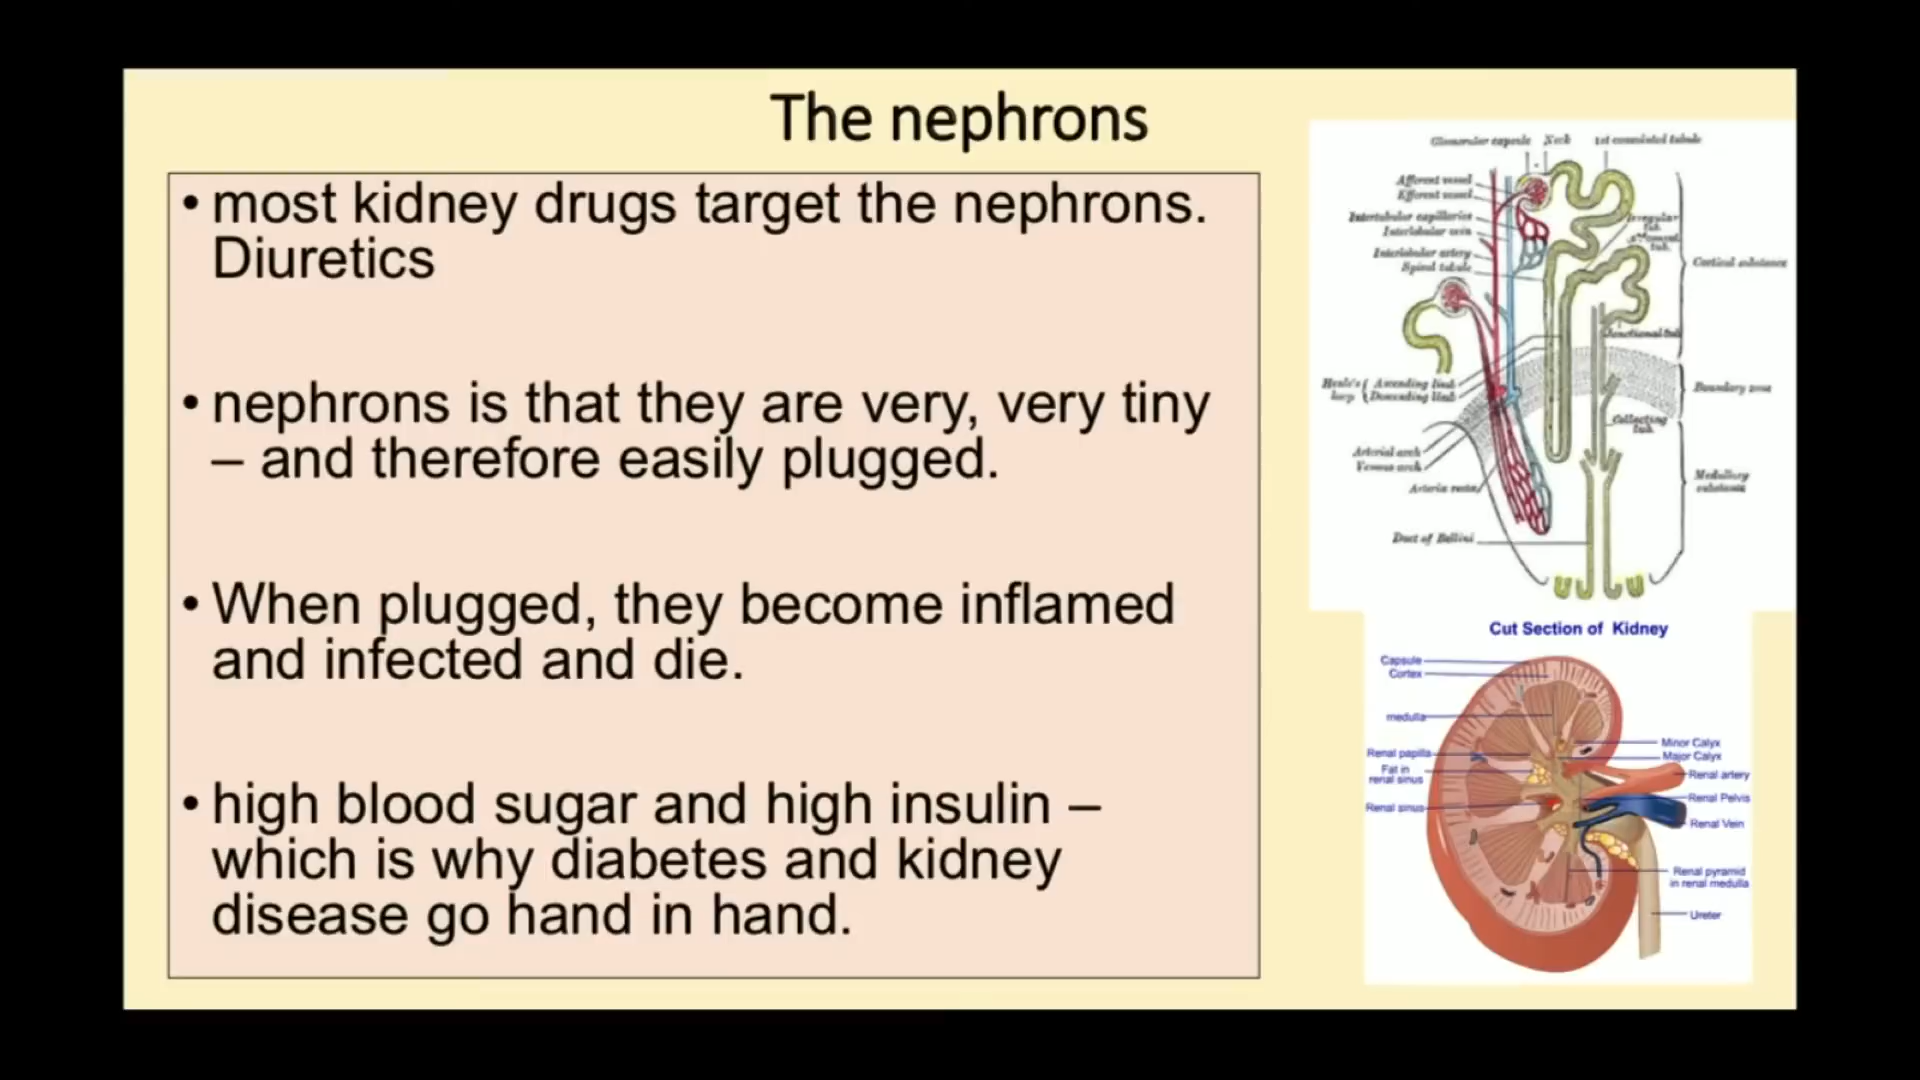 The nephrons
• most kidney drugs target the nephrons.
Diuretics
• nephrons is that they are very, very tiny
– and therefore easily plugged.
• When plugged, they become inflamed
and infected and die.
• high blood sugar and high insulin –
which is why diabetes and kidney
disease go hand in hand.
Glomerular capsule Neck 1st convoluted tubule
Afferent vessel
Efferent vessel
Intertubular capillaries
Interlobular vein
Interlobular artery
Spiral tubule
Irregular
tub.
Cortical substance
Junctional tub.
Henle's Ascending limb
loop Descending limb
Boundary zone
Collecting
tub.
Arterial arch
Venous arch
Arteria recta
Medullary
substance
Duct of Bellini
Cut Section of Kidney
Capsule
Cortex
medulla
Renal papilla
Fat in
renal sinus
Renal sinus
Minor Calyx
Major Calyx
Renal artery
Renal Pelvis
Renal Vein
Renal pyramid
in renal medulla
Ureter